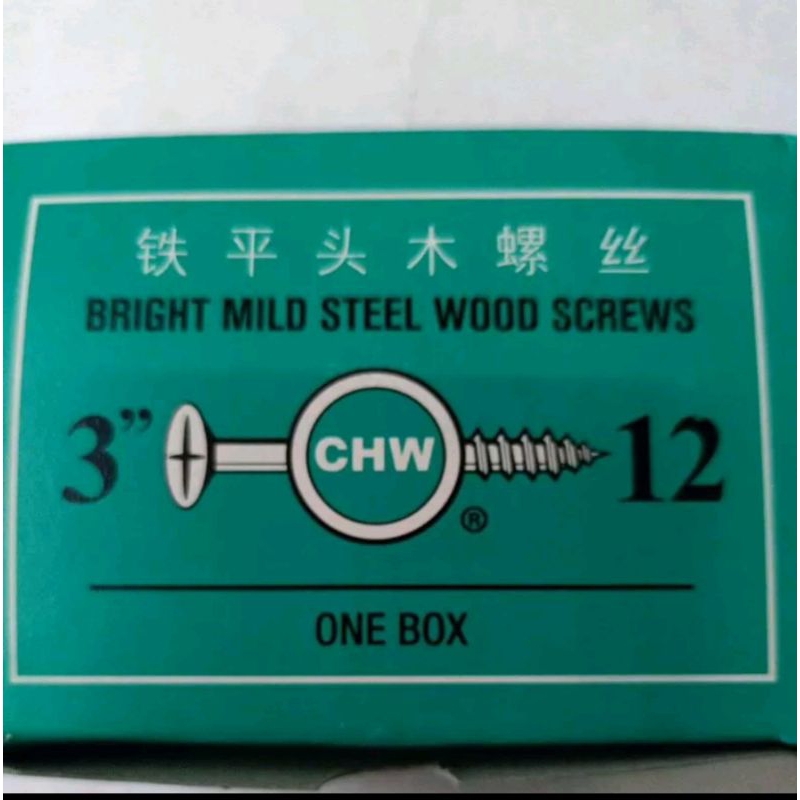 铁平头木螺丝
BRIGHT MILD STEEL WOOD SCREWS
3” CHW ® 12
ONE BOX